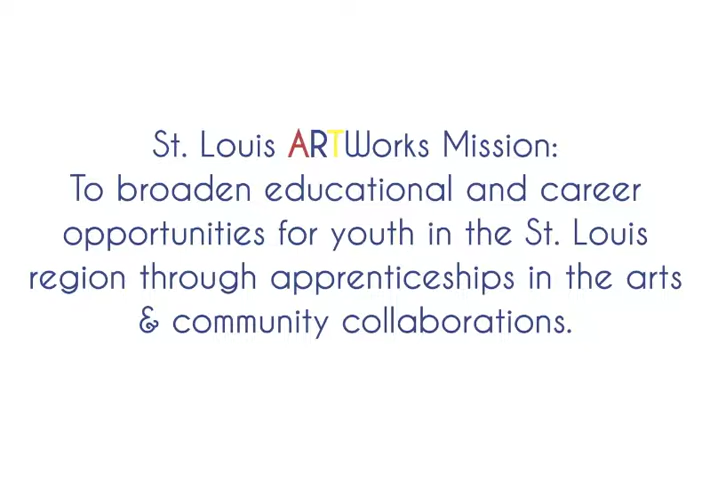 St. Louis ARTWorks Mission:
To broaden educational and career
opportunities for youth in the St. Louis
region through apprenticeships in the arts
& community collaborations.